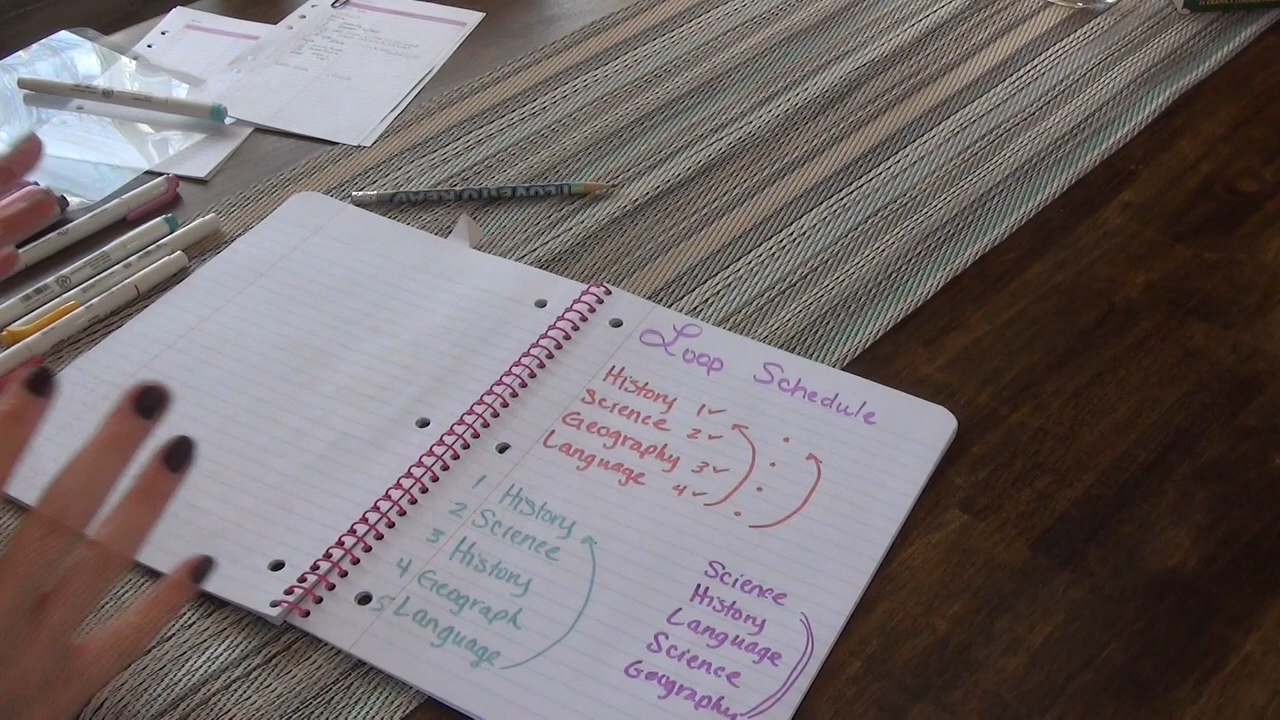 Loop Schedule
History 1✓
Science 2✓
Geography 3✓
Language 4✓
1 History
2 Science
3 History
4 Geograph
5 Language
Science
History
Language
Science
Geography